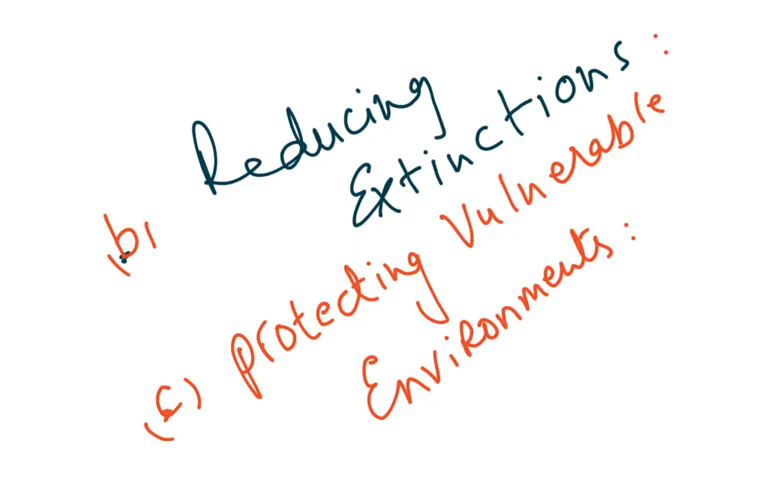 (b) Reducing
Extinctions :
(c) Protecting Vulnerable
Environments :